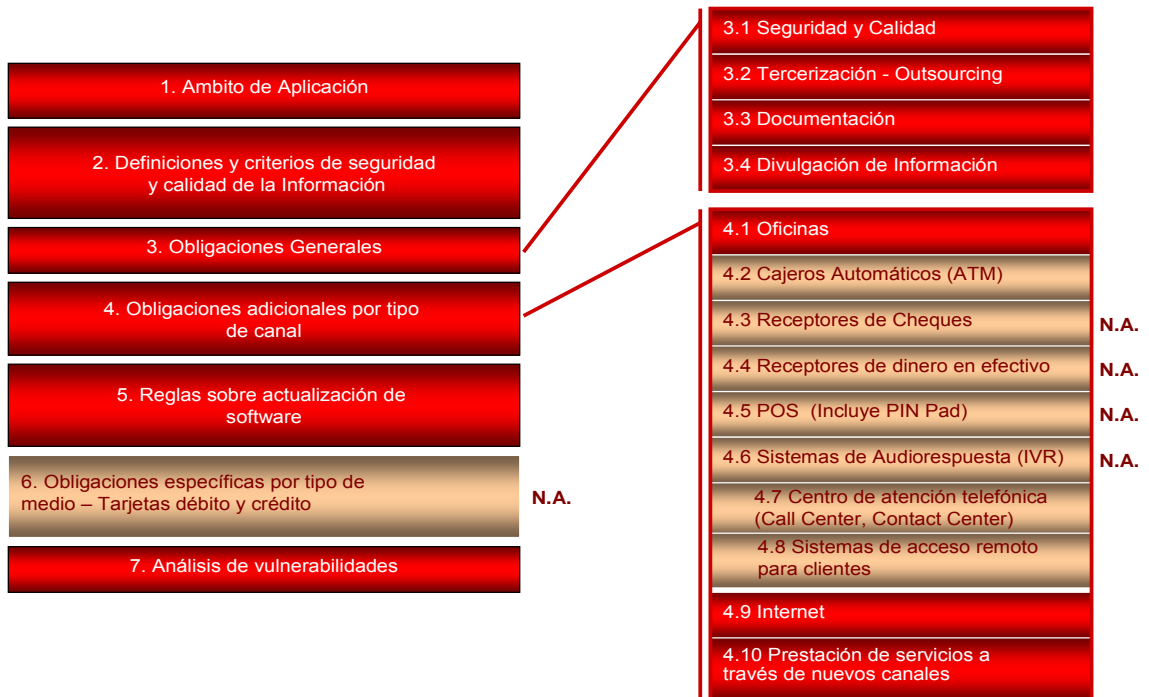 1. Ambito de Aplicación
2. Definiciones y criterios de seguridad
y calidad de la Información
3. Obligaciones Generales
4. Obligaciones adicionales por tipo
de canal
5. Reglas sobre actualización de
software
6. Obligaciones específicas por tipo de
medio – Tarjetas débito y crédito
N.A.
7. Análisis de vulnerabilidades
3.1 Seguridad y Calidad
3.2 Tercerización - Outsourcing
3.3 Documentación
3.4 Divulgación de Información
4.1 Oficinas
4.2 Cajeros Automáticos (ATM)
4.3 Receptores de Cheques
N.A.
4.4 Receptores de dinero en efectivo
N.A.
4.5 POS (Incluye PIN Pad)
N.A.
4.6 Sistemas de Audiorespuesta (IVR)
N.A.
4.7 Centro de atención telefónica
(Call Center, Contact Center)
4.8 Sistemas de acceso remoto
para clientes
4.9 Internet
4.10 Prestación de servicios a
través de nuevos canales